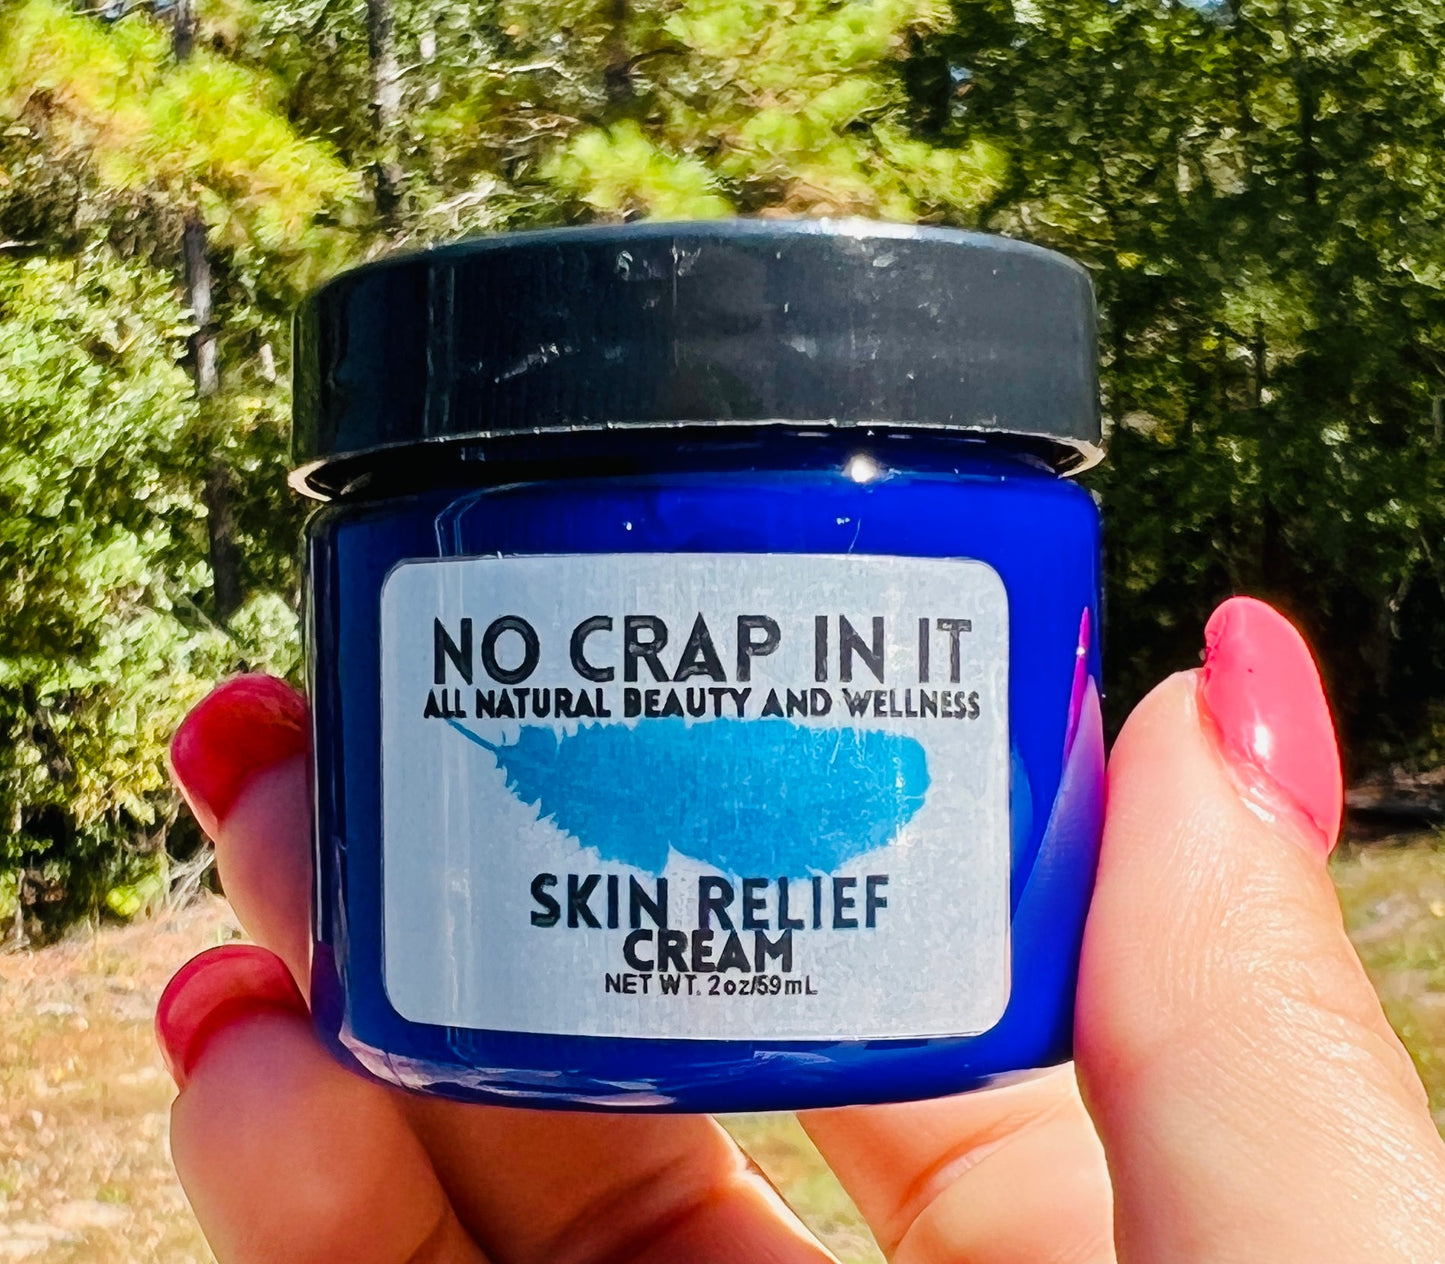 NO CRAP IN IT
ALL NATURAL BEAUTY AND WELLNESS
SKIN RELIEF
CREAM
NET WT. 2oz/59mL